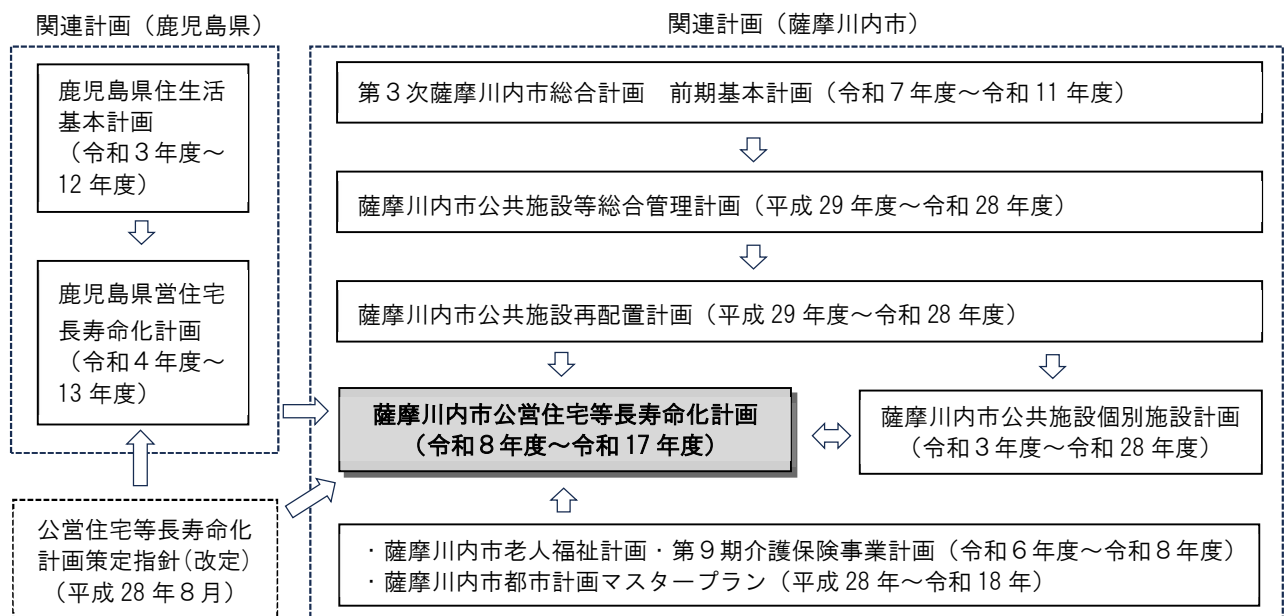 関連計画（鹿児島県）
鹿児島県住生活
基本計画
（令和３年度～
12 年度）
鹿児島県営住宅
長寿命化計画
（令和４年度～
13 年度）
公営住宅等長寿命化
計画策定指針(改定)
（平成 28 年８月）
関連計画（薩摩川内市）
第３次薩摩川内市総合計画　前期基本計画（令和７年度～令和 11 年度）
薩摩川内市公共施設等総合管理計画（平成 29 年度～令和 28 年度）
薩摩川内市公共施設再配置計画（平成 29 年度～令和 28 年度）
薩摩川内市公営住宅等長寿命化計画
（令和８年度～令和 17 年度）
薩摩川内市公共施設個別施設計画
（令和３年度～令和 28 年度）
・薩摩川内市老人福祉計画・第９期介護保険事業計画（令和６年度～令和８年度）
・薩摩川内市都市計画マスタープラン（平成 28 年～令和 18 年）